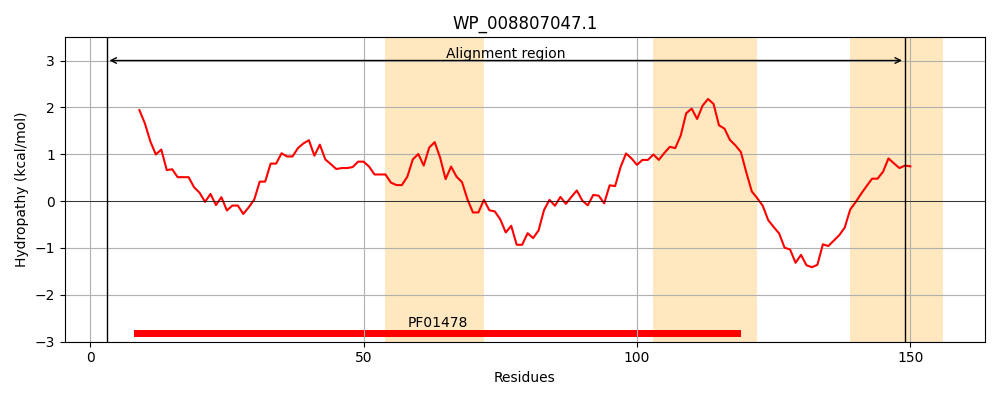 WP_008807047.1
Alignment region
3
2
1
0
−1
−2
−3
Hydropathy (kcal/mol)
PF01478
0
50
100
150
Residues